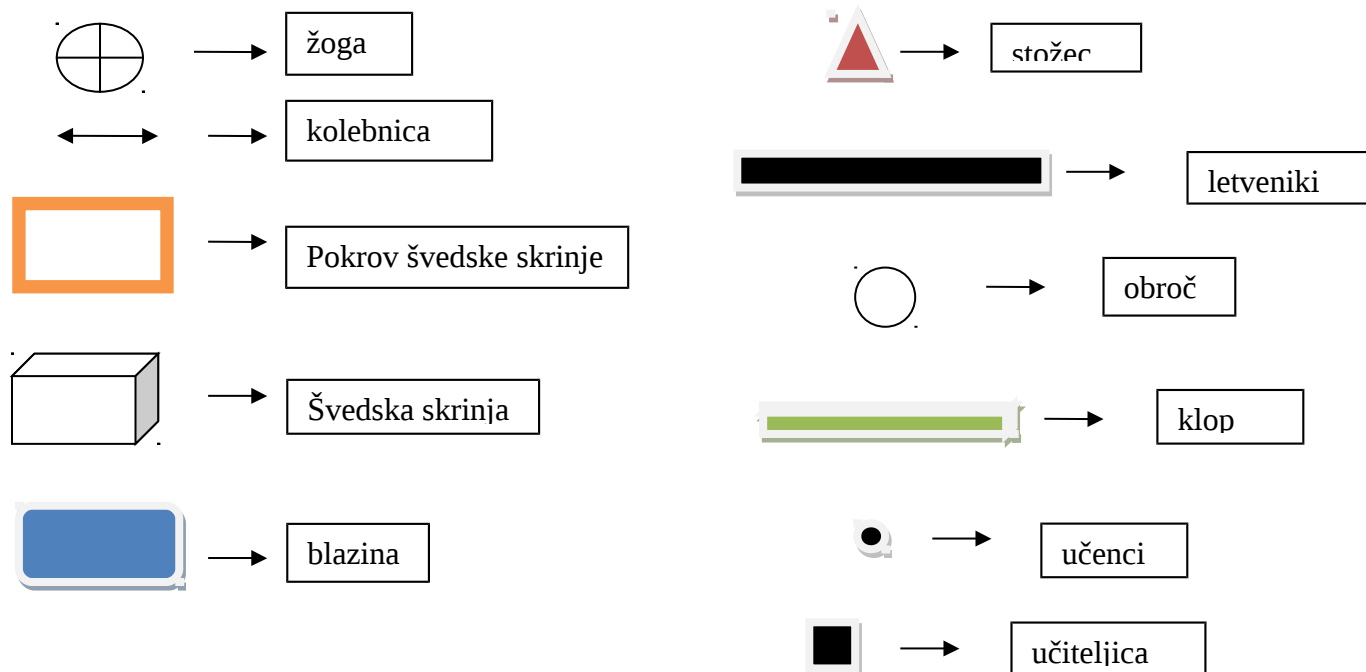 žoga
kolebnica
Pokrov švedske skrinje
Švedska skrinja
blazina
stožec
letveniki
obroč
klop
učenci
učiteljica